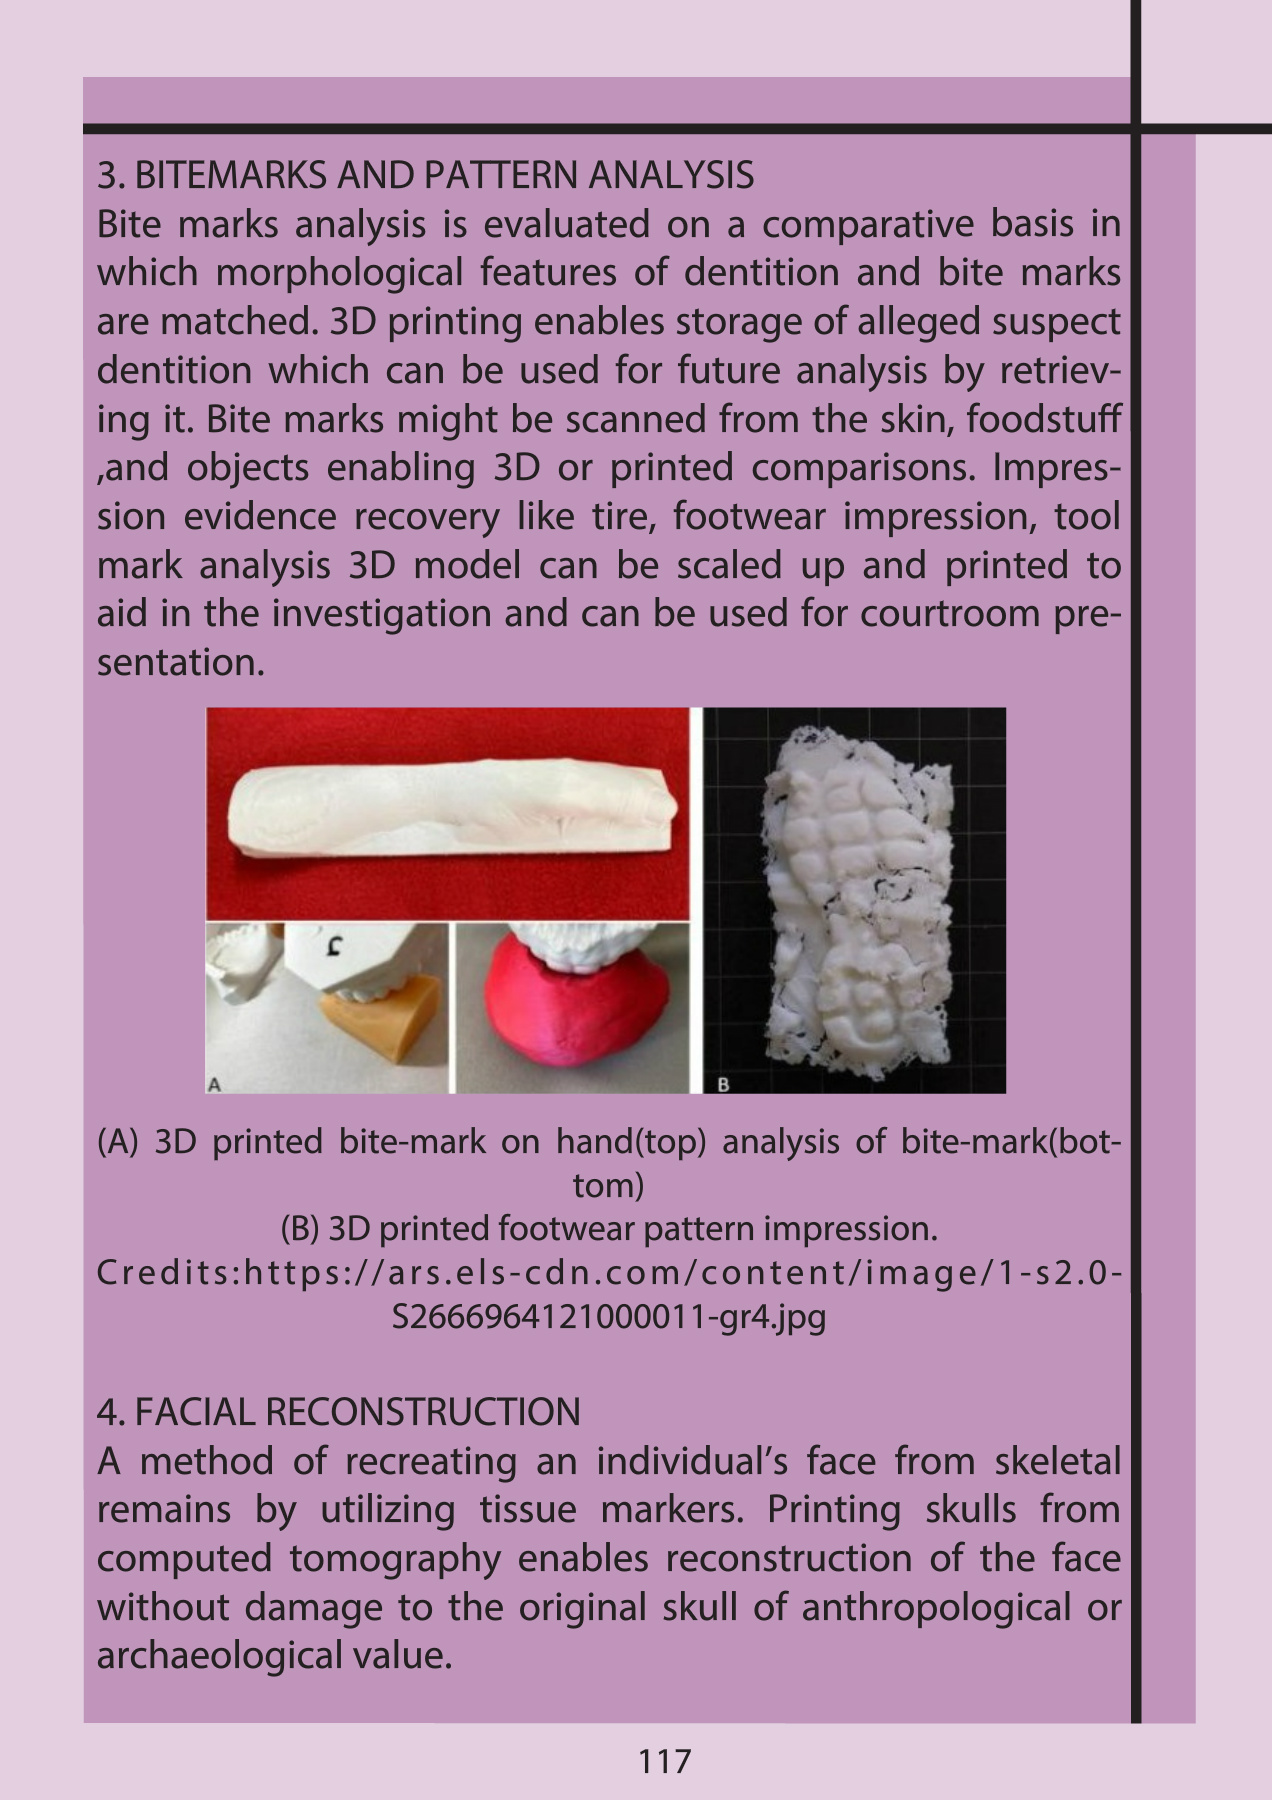 3. BITEMARKS AND PATTERN ANALYSIS
Bite marks analysis is evaluated on a comparative basis in
which morphological features of dentition and bite marks
are matched. 3D printing enables storage of alleged suspect
dentition which can be used for future analysis by retriev-
ing it. Bite marks might be scanned from the skin, foodstuff
,and objects enabling 3D or printed comparisons. Impres-
sion evidence recovery like tire, footwear impression, tool
mark analysis 3D model can be scaled up and printed to
aid in the investigation and can be used for courtroom pre-
sentation.
A
B
(A) 3D printed bite-mark on hand(top) analysis of bite-mark(bot-
tom)
(B) 3D printed footwear pattern impression.
Credits:https://ars.els-cdn.com/content/image/1-s2.0-
S2666964121000011-gr4.jpg
4. FACIAL RECONSTRUCTION
A method of recreating an individual’s face from skeletal
remains by utilizing tissue markers. Printing skulls from
computed tomography enables reconstruction of the face
without damage to the original skull of anthropological or
archaeological value.
117